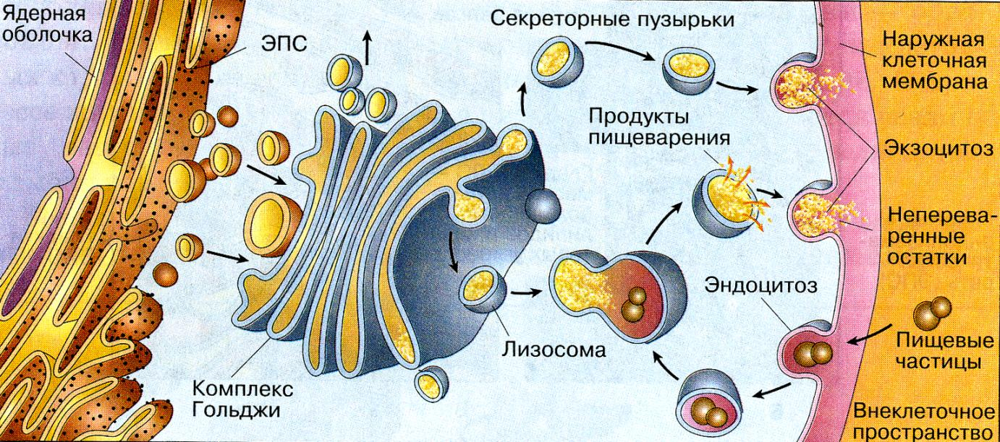 Ядерная
оболочка
ЭПС
Секреторные пузырьки
Наружная
клеточная
мембрана
Продукты
пищеварения
Экзоцитоз
Неперева-
ренные
остатки
Эндоцитоз
Пищевые
частицы
Лизосома
Комплекс
Гольджи
Внеклеточное
пространство